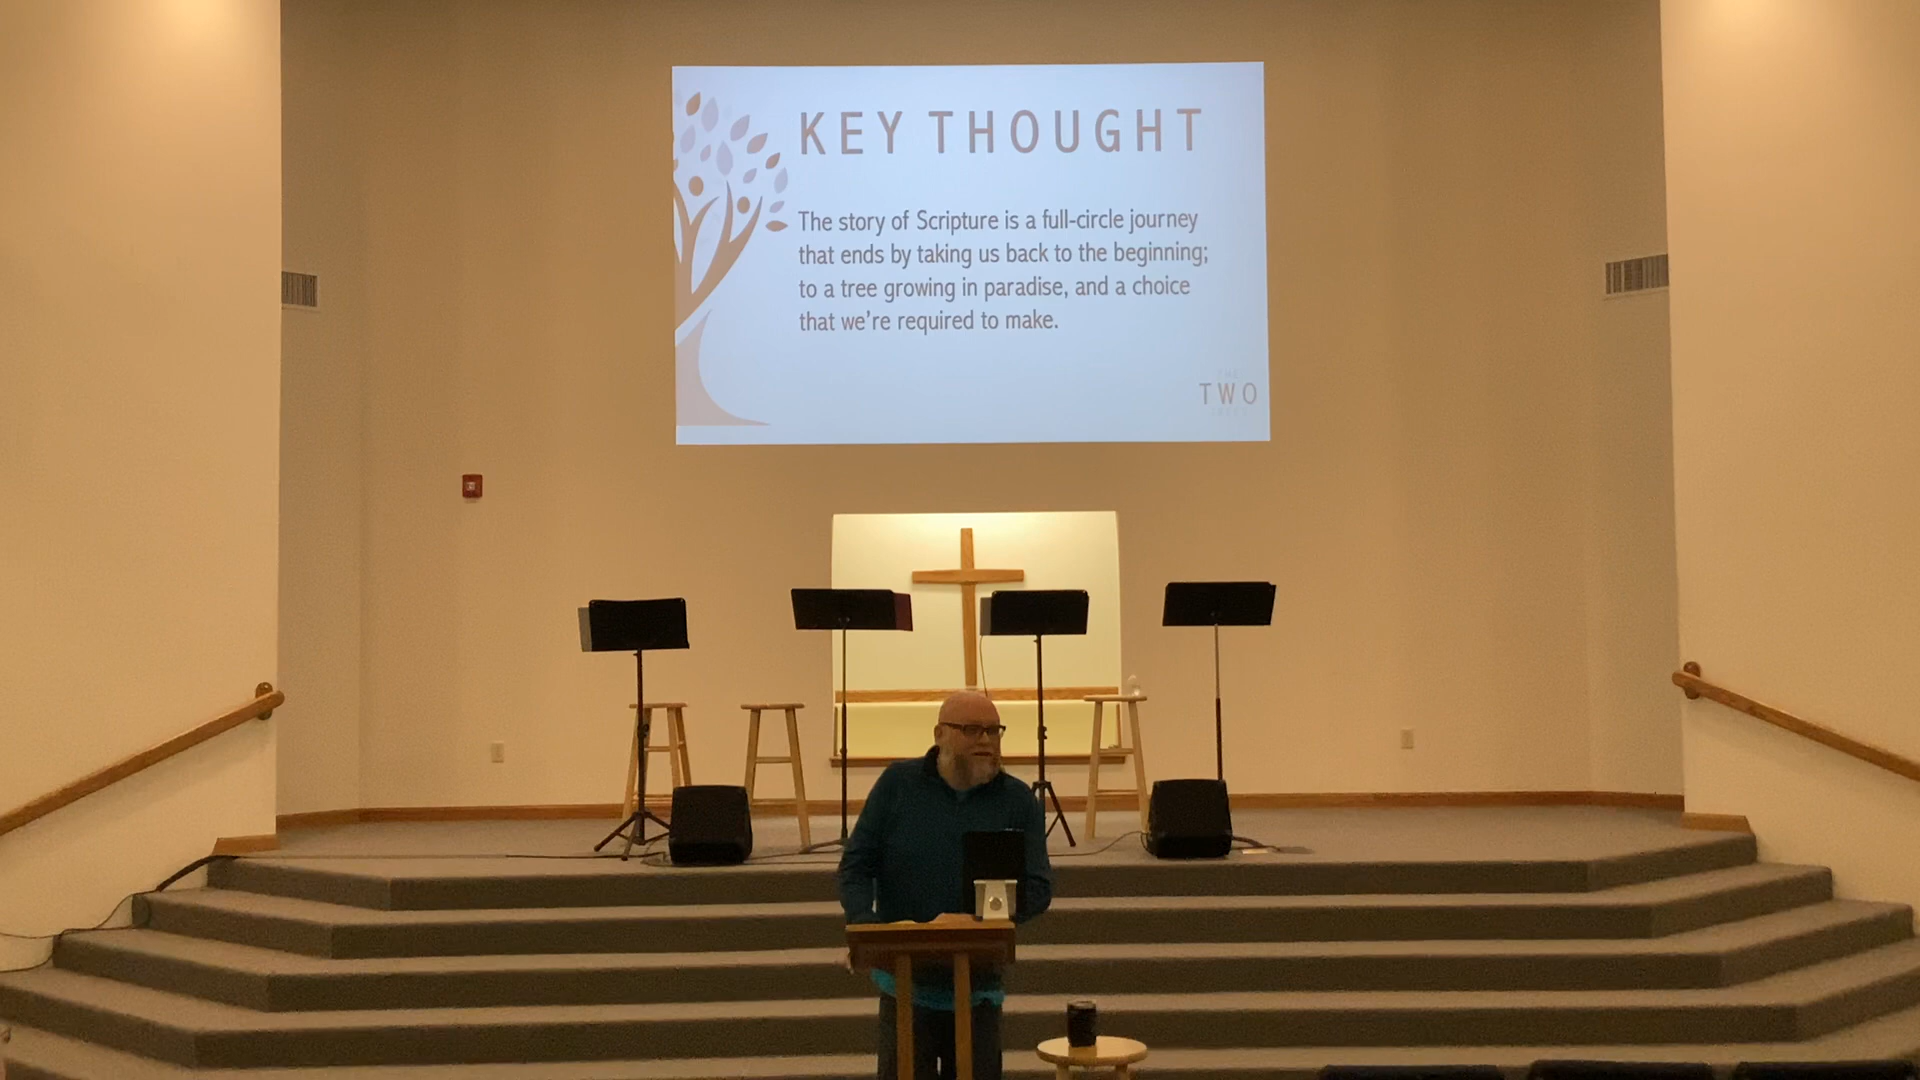 KEY THOUGHT
The story of Scripture is a full-circle journey
that ends by taking us back to the beginning;
to a tree growing in paradise, and a choice
that we're required to make.
THE
TWO